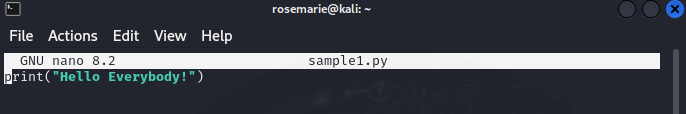 rosemarie@kali: ~
File Actions Edit View Help
GNU nano 8.2 sample1.py
print("Hello Everybody!")